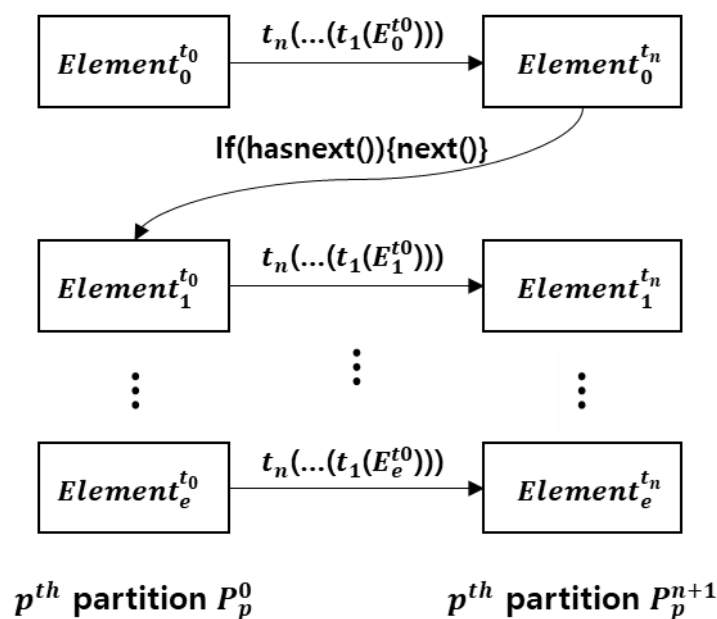 Element_0^{t_0} t_n(...(t_1(E_0^{t0}))) Element_0^{t_n}
If(hasnext()){next()}
Element_1^{t_0} t_n(...(t_1(E_1^{t0}))) Element_1^{t_n}
⋮ ⋮ ⋮
Element_e^{t_0} t_n(...(t_1(E_e^{t0}))) Element_e^{t_n}
p^{th} partition P_p^0 p^{th} partition P_p^{n+1}